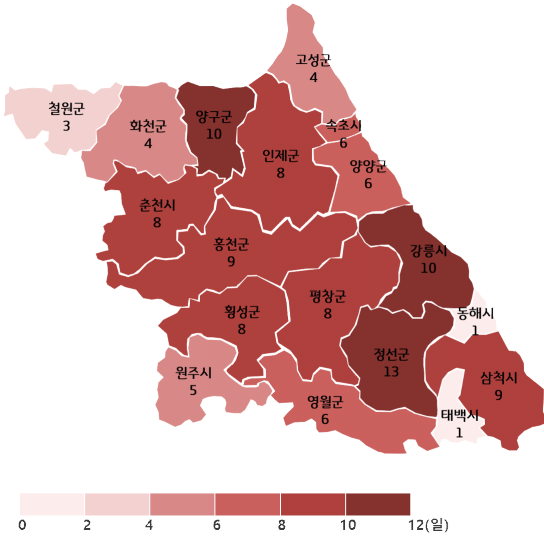 고성군
4
철원군
3
화천군
4
양구군
10
속초시
6
인제군
8
양양군
6
춘천시
8
홍천군
9
강릉시
10
평창군
8
횡성군
8
동해시
1
정선군
13
원주시
5
삼척시
9
영월군
6
태백시
1
0 2 4 6 8 10 12(일)